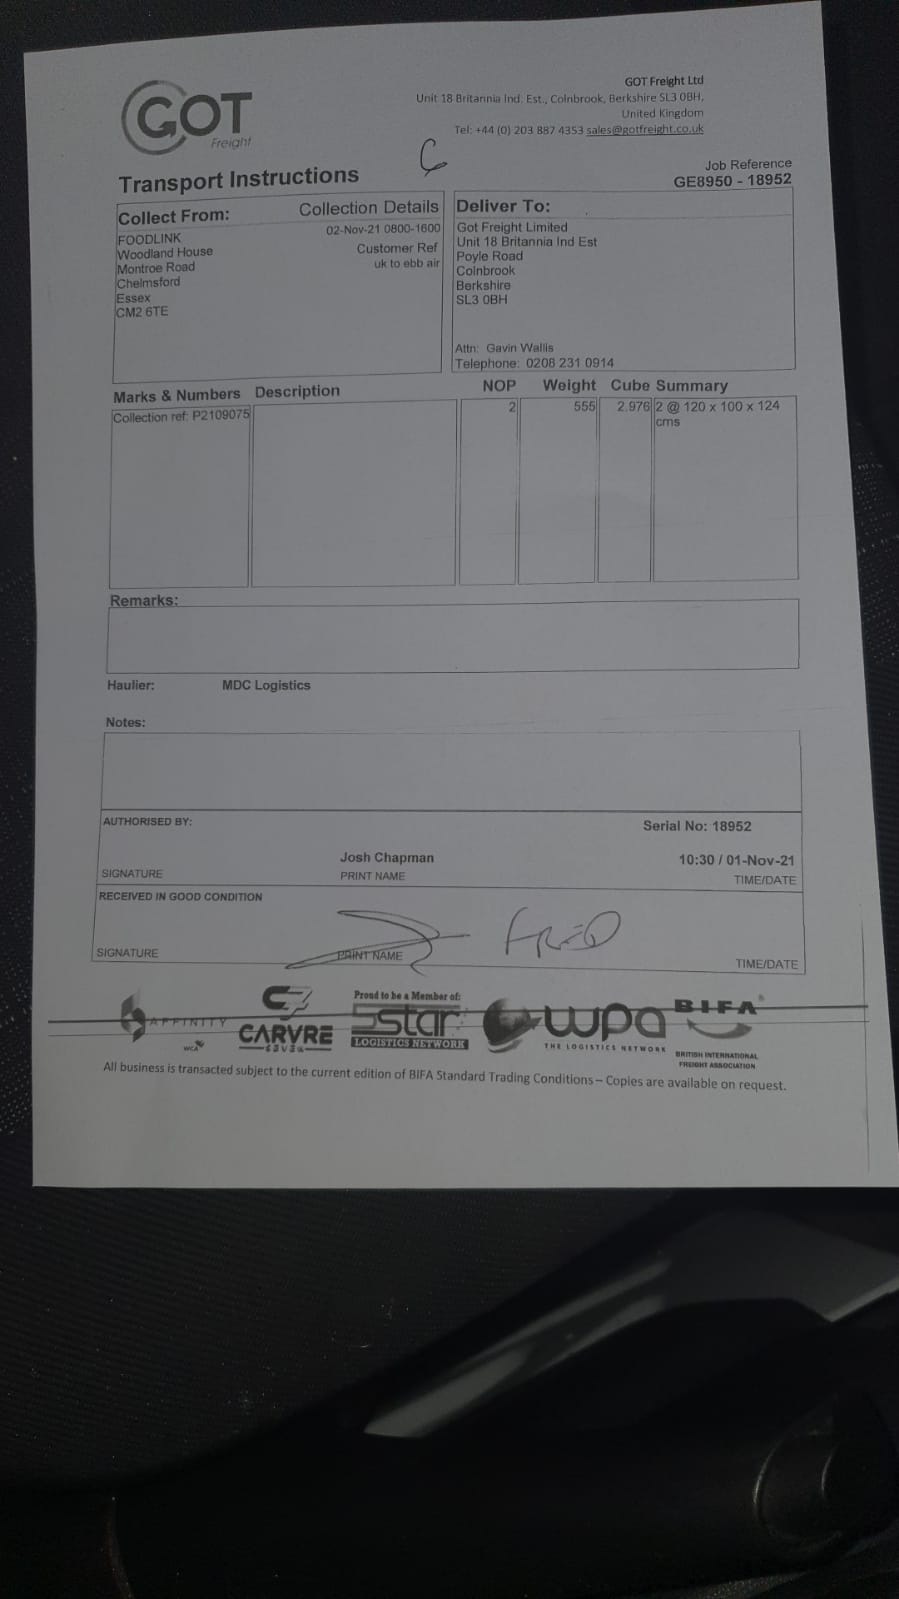 GOT
Freight
GOT Freight Ltd
Unit 18 Britannia Ind. Est., Colnbrook, Berkshire SL3 0BH,
United Kingdom
Tel: +44 (0) 203 887 4353 sales@gotfreight.co.uk
Transport Instructions
Job Reference
GE8950 - 18952
Collect From:
FOODLINK
Woodland House
Montroe Road
Chelmsford
Essex
CM2 6TE
Collection Details
02-Nov-21 0800-1600
Customer Ref
uk to ebb air
Deliver To:
Got Freight Limited
Unit 18 Britannia Ind Est
Poyle Road
Colnbrook
Berkshire
SL3 0BH
Attn: Gavin Wallis
Telephone: 0208 231 0914
Marks & Numbers Description NOP Weight Cube Summary
Collection ref: P2109075 2 555 2.976 2 @ 120 x 100 x 124
cms
Remarks:
Haulier: MDC Logistics
Notes:
AUTHORISED BY: Serial No: 18952
Josh Chapman 10:30 / 01-Nov-21
SIGNATURE PRINT NAME TIME/DATE
RECEIVED IN GOOD CONDITION
FRED
SIGNATURE PRINT NAME TIME/DATE
AFFINITY
WCA
CARVRE
SEVEN
Proud to be a Member of:
5star
LOGISTICS NETWORK
wpa
THE LOGISTICS NETWORK
BIFA
BRITISH INTERNATIONAL
FREIGHT ASSOCIATION
All business is transacted subject to the current edition of BIFA Standard Trading Conditions – Copies are available on request.